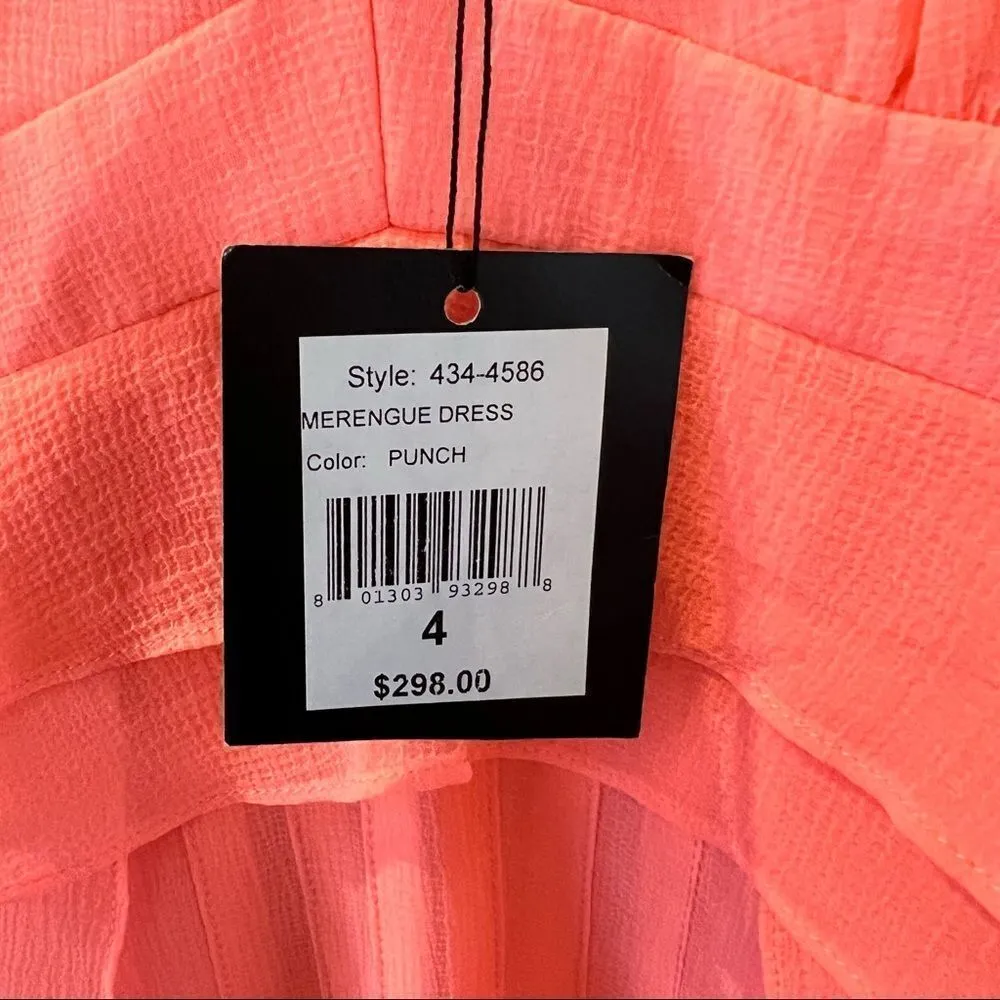 Style: 434-4586
MERENGUE DRESS
Color: PUNCH
8 01303 93298 8
4
$298.00